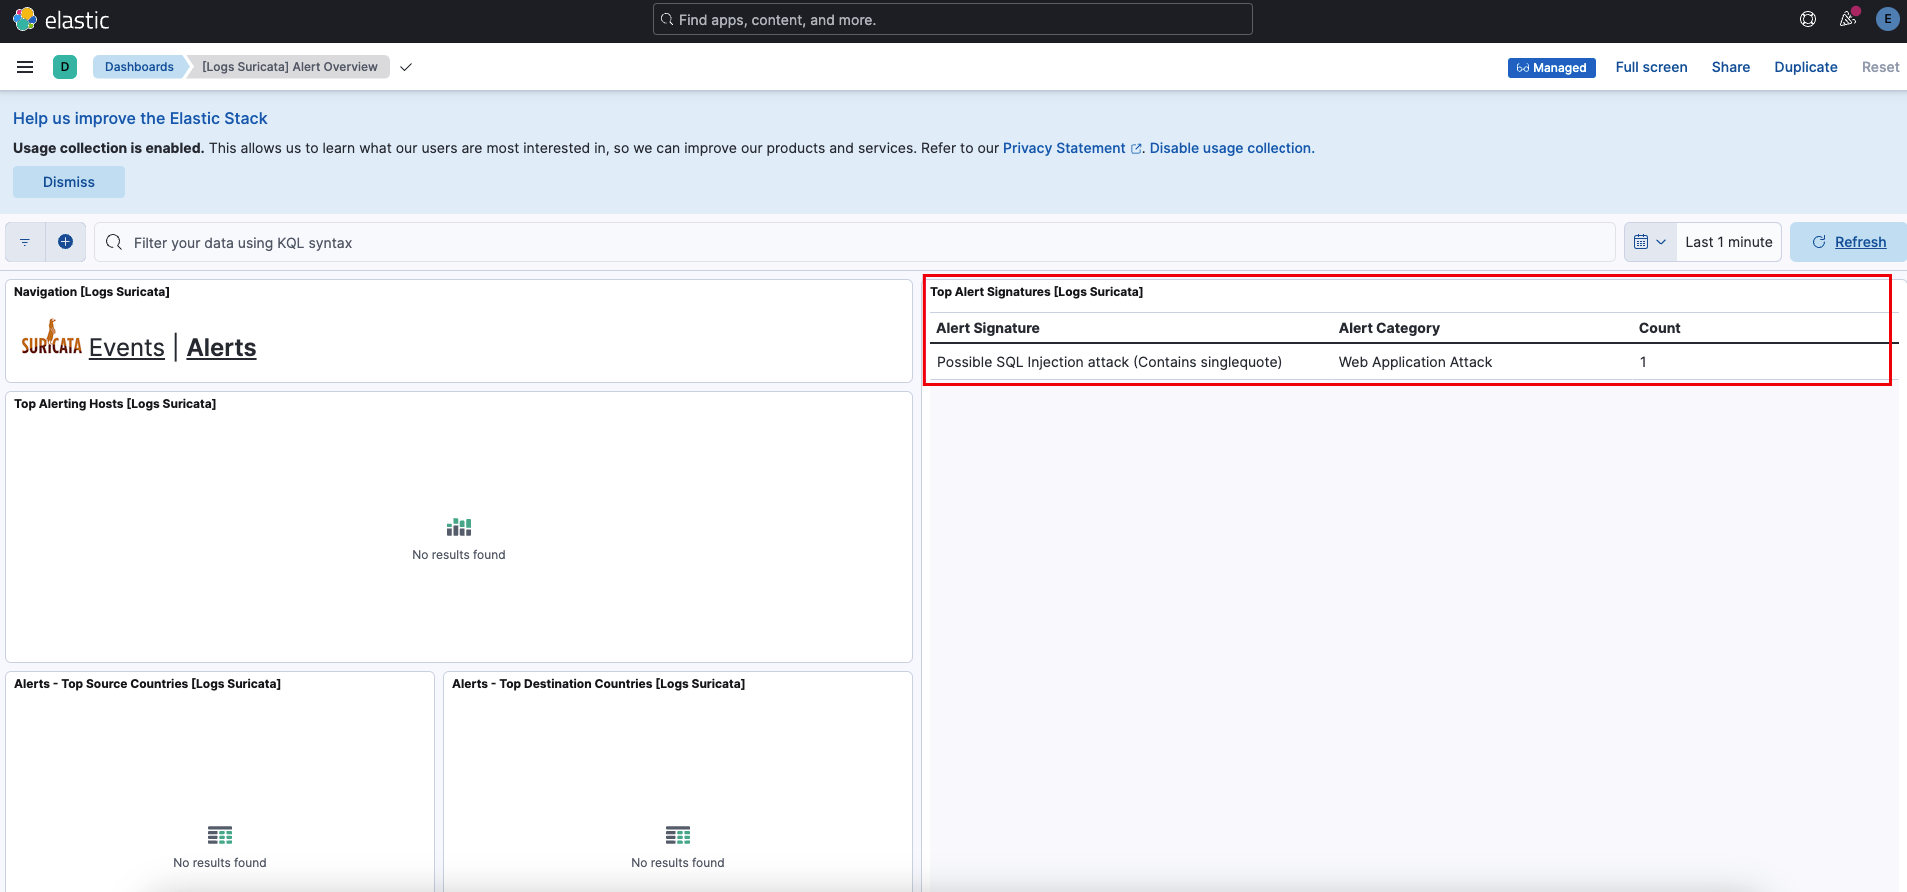 elastic
Find apps, content, and more.
E
D
Dashboards
[Logs Suricata] Alert Overview
Managed
Full screen
Share
Duplicate
Reset
Help us improve the Elastic Stack
Usage collection is enabled. This allows us to learn what our users are most interested in, so we can improve our products and services. Refer to our Privacy Statement. Disable usage collection.
Dismiss
Filter your data using KQL syntax
Last 1 minute
Refresh
Navigation [Logs Suricata]
SURICATA
Events | Alerts
Top Alerting Hosts [Logs Suricata]
No results found
Alerts - Top Source Countries [Logs Suricata]
No results found
Alerts - Top Destination Countries [Logs Suricata]
No results found
Top Alert Signatures [Logs Suricata]
Alert Signature Alert Category Count
Possible SQL Injection attack (Contains singlequote) Web Application Attack 1